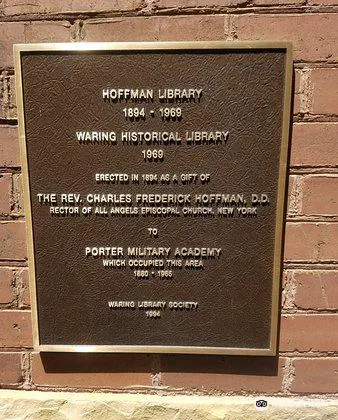 HOFFMAN LIBRARY
1894 - 1969
WARING HISTORICAL LIBRARY
1969
ERECTED IN 1894 AS A GIFT OF
THE REV. CHARLES FREDERICK HOFFMAN, D.D.
RECTOR OF ALL ANGELS EPISCOPAL CHURCH, NEW YORK
TO
PORTER MILITARY ACADEMY
WHICH OCCUPIED THIS AREA
1880 - 1965
WARING LIBRARY SOCIETY
1994